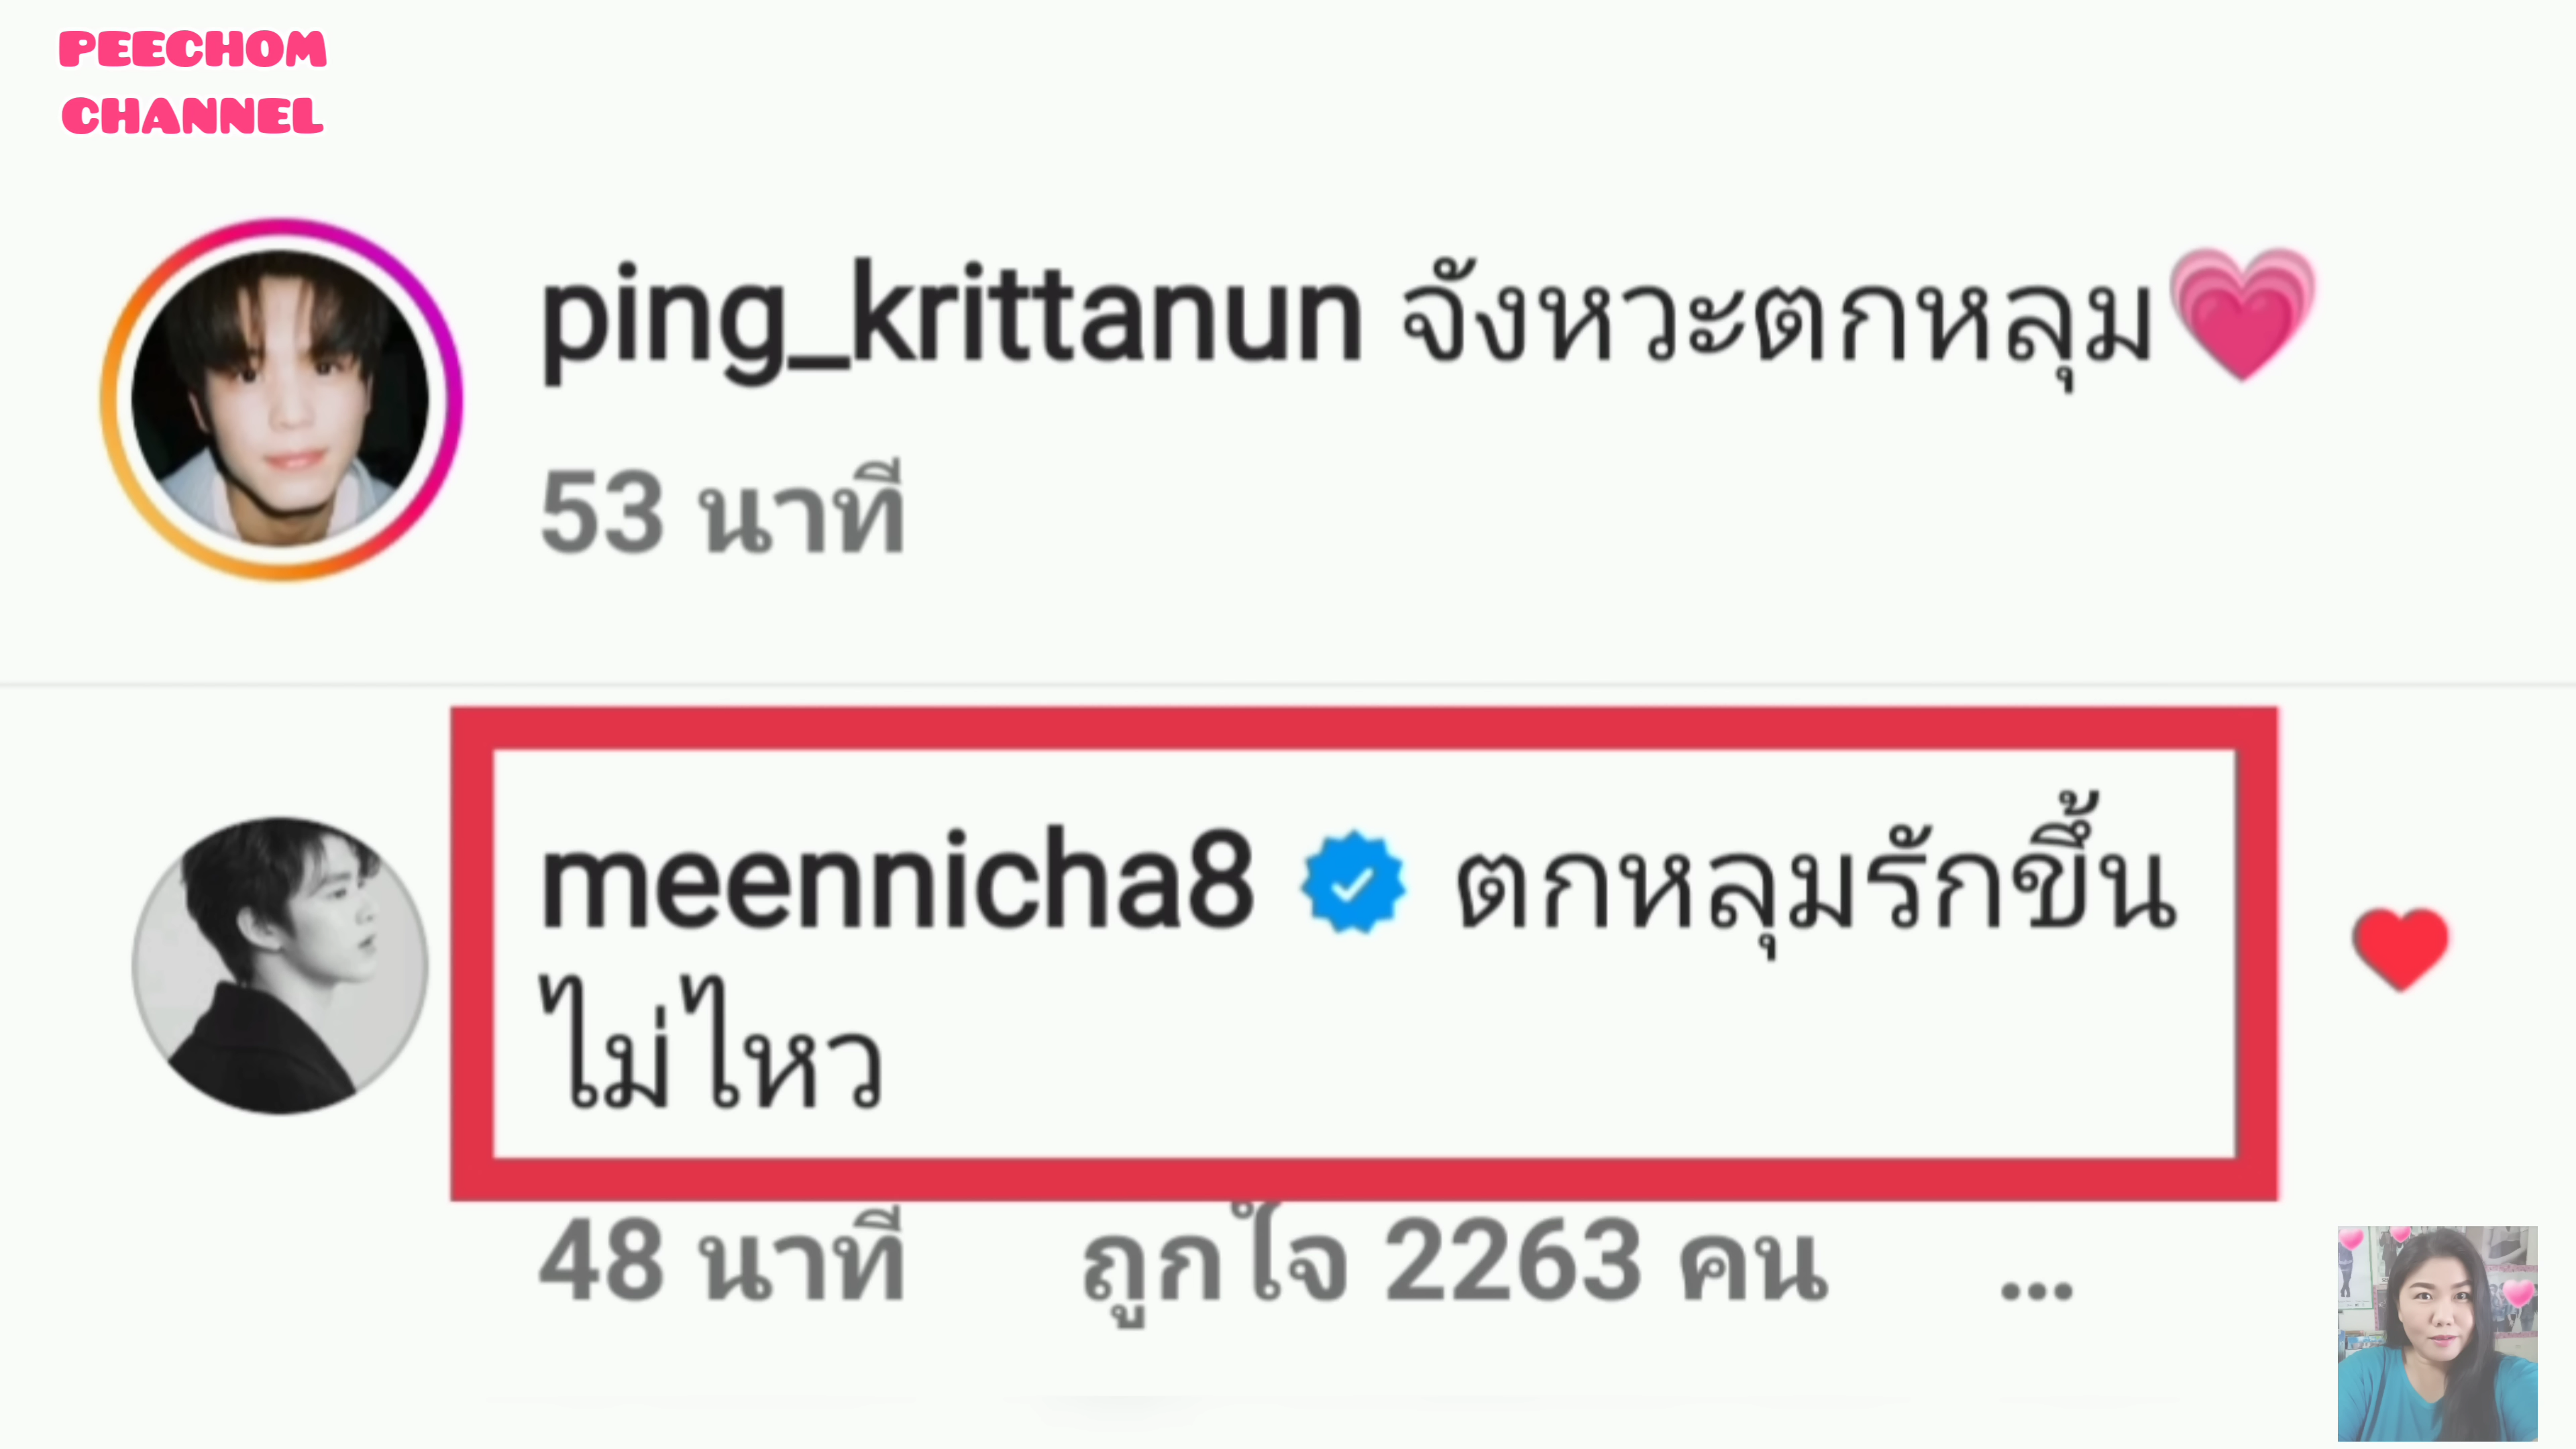 PEECHOM
CHANNEL
ping_krittanun จังหวะตกหลุม💗
53 นาที
meennicha8 ตกหลุมรักขึ้น
ไม่ไหว
48 นาที ถูกใจ 2263 คน ...